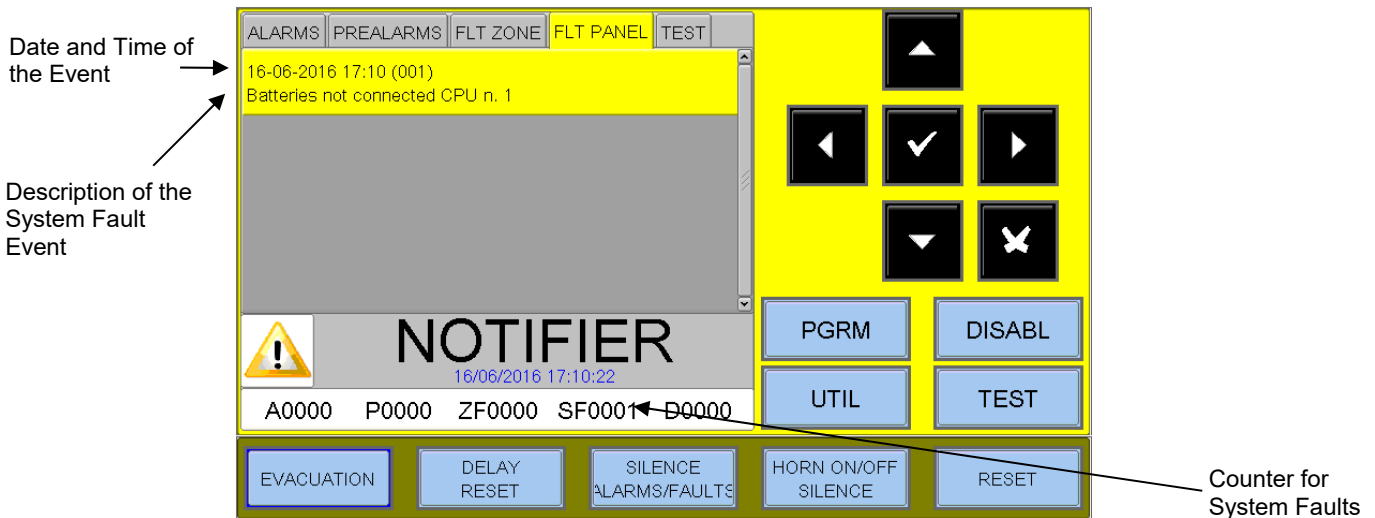 Date and Time of
the Event
Description of the
System Fault
Event
ALARMS PREALARMS FLT ZONE FLT PANEL TEST
16-06-2016 17:10 (001)
Batteries not connected CPU n. 1
NOTIFIER
16/06/2016 17:10:22
A0000 P0000 ZF0000 SF0001 D0000
PGRM DISABL
UTIL TEST
EVACUATION
DELAY
RESET
SILENCE
ALARMS/FAULTS
HORN ON/OFF
SILENCE
RESET
Counter for
System Faults